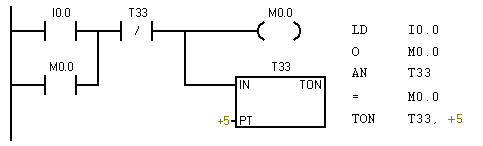 I0.0 T33 M0.0
/
M0.0
T33
IN TON
+5 PT
LD I0.0
O M0.0
AN T33
= M0.0
TON T33, +5